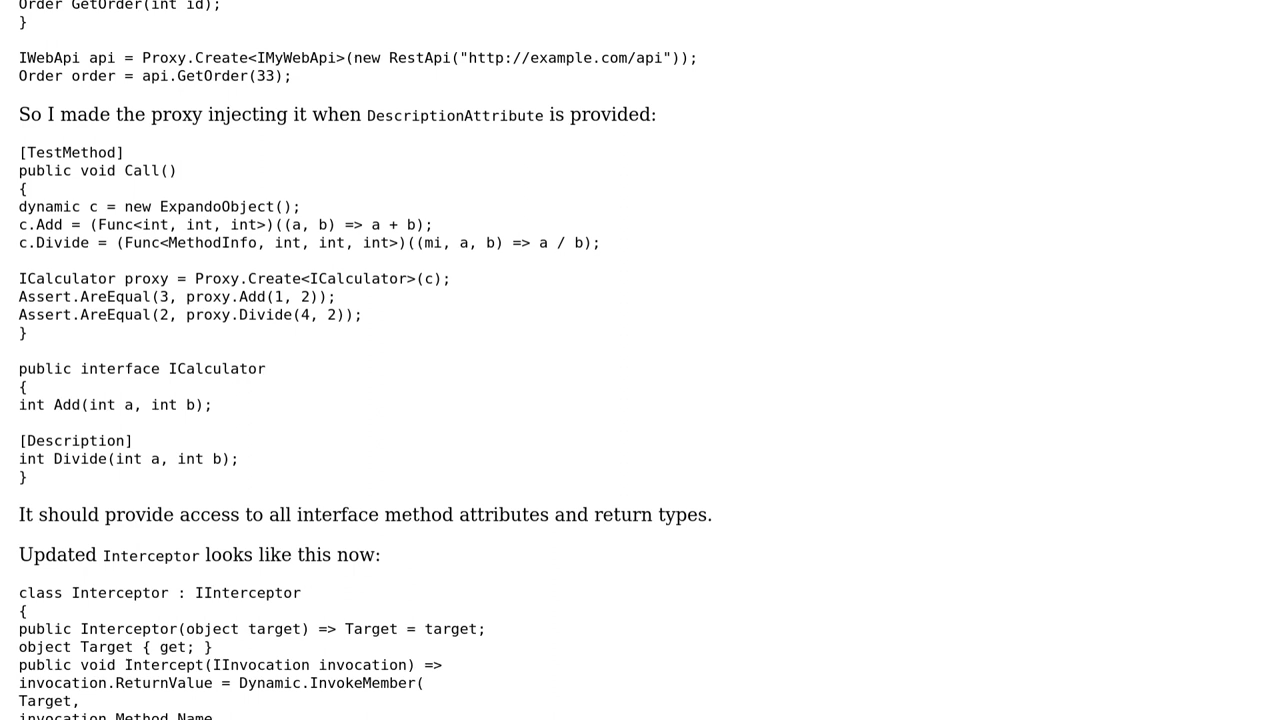 Order GetOrder(int id);
}
IWebApi api = Proxy.Create<IMyWebApi>(new RestApi("http://example.com/api"));
Order order = api.GetOrder(33);
So I made the proxy injecting it when DescriptionAttribute is provided:
[TestMethod]
public void Call()
{
dynamic c = new ExpandoObject();
c.Add = (Func<int, int, int>)((a, b) => a + b);
c.Divide = (Func<MethodInfo, int, int, int>)((mi, a, b) => a / b);
ICalculator proxy = Proxy.Create<ICalculator>(c);
Assert.AreEqual(3, proxy.Add(1, 2));
Assert.AreEqual(2, proxy.Divide(4, 2));
}
public interface ICalculator
{
int Add(int a, int b);
[Description]
int Divide(int a, int b);
}
It should provide access to all interface method attributes and return types.
Updated Interceptor looks like this now:
class Interceptor : IInterceptor
{
public Interceptor(object target) => Target = target;
object Target { get; }
public void Intercept(IInvocation invocation) =>
invocation.ReturnValue = Dynamic.InvokeMember(
Target,
invocation.Method.Name